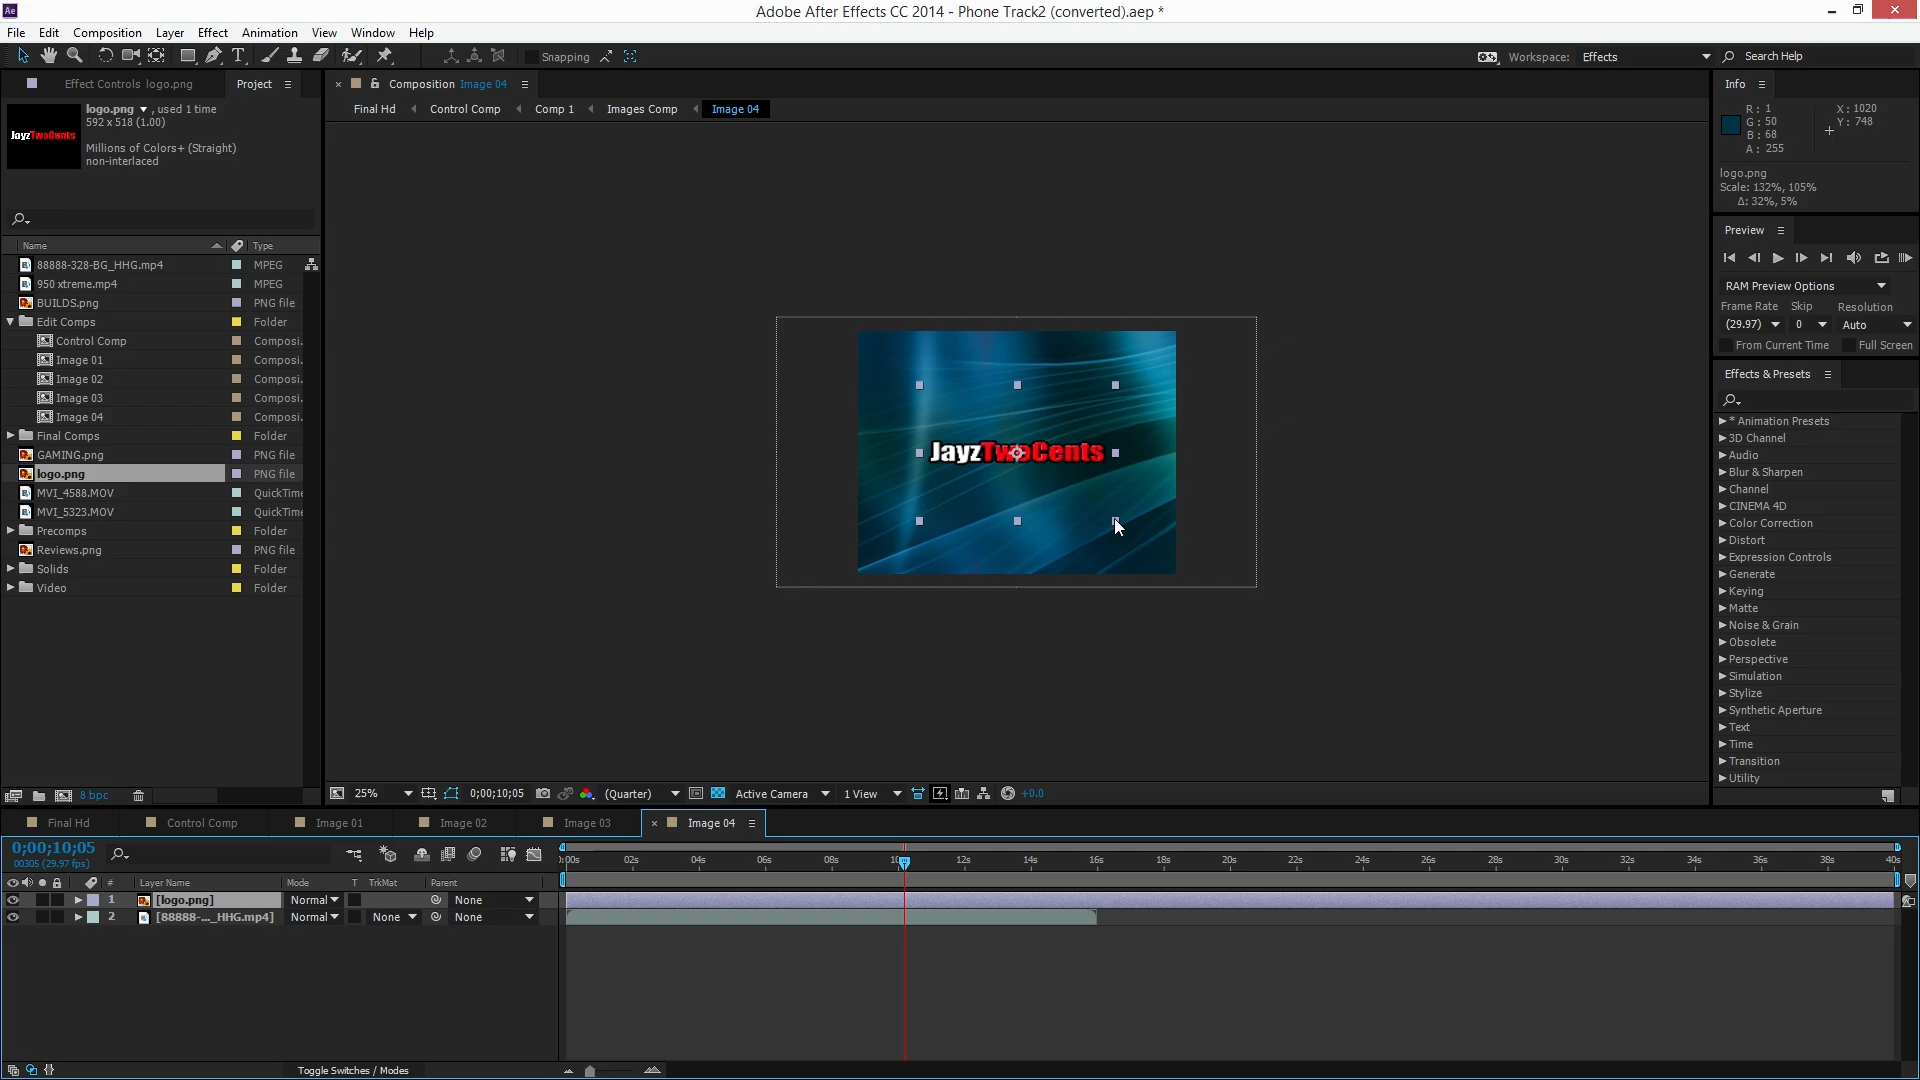 Ae
Adobe After Effects CC 2014 - Phone Track2 (converted).aep *
File Edit Composition Layer Effect Animation View Window Help
T Snapping Workspace: Effects Search Help
Effect Controls logo.png Project
Composition Image 04
Info
logo.png , used 1 time
592 x 518 (1.00)
Millions of Colors+ (Straight)
non-interlaced
JayzTwoCents
Final Hd Control Comp Comp 1 Images Comp Image 04
R: 1 X: 1020
G: 50 Y: 748
B: 68
A: 255
logo.png
Scale: 132%, 105%
Δ: 32%, 5%
Preview
RAM Preview Options
Frame Rate Skip Resolution
(29.97) 0 Auto
From Current Time Full Screen
Name Type
88888-328-BG_HHG.mp4 MPEG
950 xtreme.mp4 MPEG
BUILDS.png PNG file
Edit Comps Folder
Control Comp Composi...
Image 01 Composi...
Image 02 Composi...
Image 03 Composi...
Image 04 Composi...
Final Comps Folder
GAMING.png PNG file
logo.png PNG file
MVI_4588.MOV QuickTime
MVI_5323.MOV QuickTime
Precomps Folder
Reviews.png PNG file
Solids Folder
Video Folder
JayzTwoCents
Effects & Presets
* Animation Presets
3D Channel
Audio
Blur & Sharpen
Channel
CINEMA 4D
Color Correction
Distort
Expression Controls
Generate
Keying
Matte
Noise & Grain
Obsolete
Perspective
Simulation
Stylize
Synthetic Aperture
Text
Time
Transition
Utility
8 bpc
25% 0;00;10;05 (Quarter) Active Camera 1 View +0.0
Final Hd Control Comp Image 01 Image 02 Image 03 Image 04
0;00;10;05
00305 (29.97 fps)
:00s 02s 04s 06s 08s 10s 12s 14s 16s 18s 20s 22s 24s 26s 28s 30s 32s 34s 36s 38s 40s
# Layer Name Mode T TrkMat Parent
1 [logo.png] Normal None
2 [88888-..._HHG.mp4] Normal None None
Toggle Switches / Modes